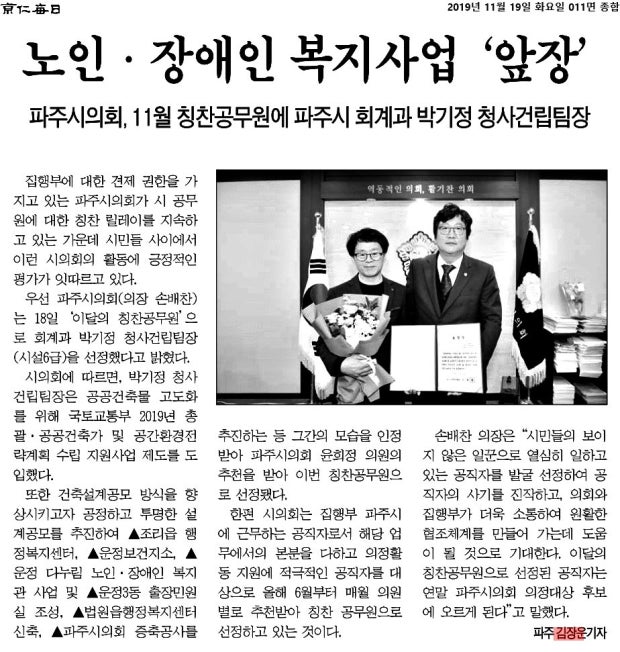 京仁每日
2019년 11월 19일 화요일 011면 종합
노인 · 장애인 복지사업 ‘앞장’
파주시의회, 11월 칭찬공무원에 파주시 회계과 박기정 청사건립팀장
집행부에 대한 견제 권한을 가
지고 있는 파주시의회가 시 공무
원에 대한 칭찬 릴레이를 지속하
고 있는 가운데 시민들 사이에서
이런 시의회의 활동에 긍정적인
평가가 잇따르고 있다.
우선 파주시의회(의장 손배찬)
는 18일 ‘이달의 칭찬공무원’으
로 회계과 박기정 청사건립팀장
(시설6급)을 선정했다고 밝혔다.
시의회에 따르면, 박기정 청사
건립팀장은 공공건축물 고도화
를 위해 국토교통부 2019년 총
괄·공공건축가 및 공간환경전
략계획 수립 지원사업 제도를 도
입했다.
또한 건축설계공모 방식을 향
상시키고자 공정하고 투명한 설
계공모를 추진하여 ▲조리읍 행
정복지센터, ▲운정보건지소, ▲
운정 다누림 노인·장애인 복지
관 사업 및 ▲운정3동 출장민원
실 조성, ▲법원읍행정복지센터
신축, ▲파주시의회 증축공사를
역동적인 의회, 활기찬 의회
의회
추진하는 등 그간의 모습을 인정
받아 파주시의회 윤희정 의원의
추천을 받아 이번 칭찬공무원으
로 선정됐다.
한편 시의회는 집행부 파주시
에 근무하는 공직자로서 해당 업
무에서의 본분을 다하고 의정활
동 지원에 적극적인 공직자를 대
상으로 올해 6월부터 매월 의원
별로 추천받아 칭찬 공무원으로
선정하고 있는 것이다.
손배찬 의장은 “시민들의 보이
지 않은 일꾼으로 열심히 일하고
있는 공직자를 발굴 선정하여 공
직자의 사기를 진작하고, 의회와
집행부가 더욱 소통하여 원활한
협조체계를 만들어 가는데 도움
이 될 것으로 기대한다. 이달의
칭찬공무원으로 선정된 공직자는
연말 파주시의회 의정대상 후보
에 오르게 된다”고 말했다.
파주 김장운기자